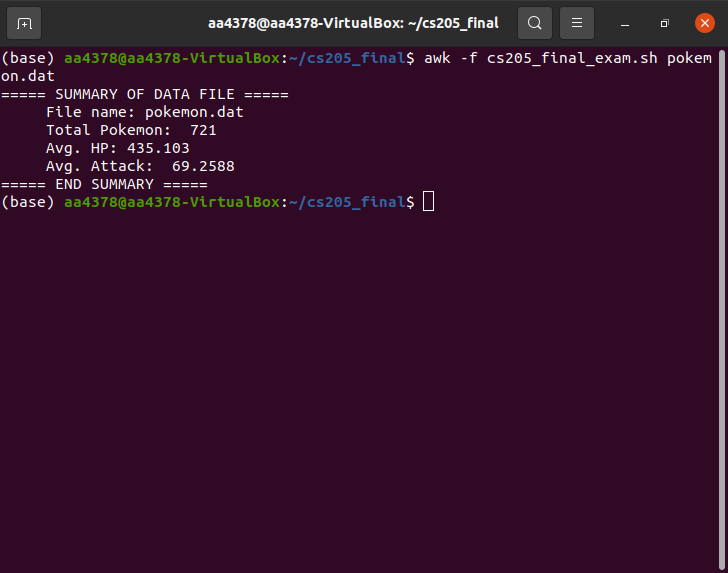 aa4378@aa4378-VirtualBox: ~/cs205_final
(base) aa4378@aa4378-VirtualBox:~/cs205_final$ awk -f cs205_final_exam.sh pokem
on.dat
===== SUMMARY OF DATA FILE =====
     File name: pokemon.dat
     Total Pokemon:  721
     Avg. HP: 435.103
     Avg. Attack:  69.2588
===== END SUMMARY =====
(base) aa4378@aa4378-VirtualBox:~/cs205_final$